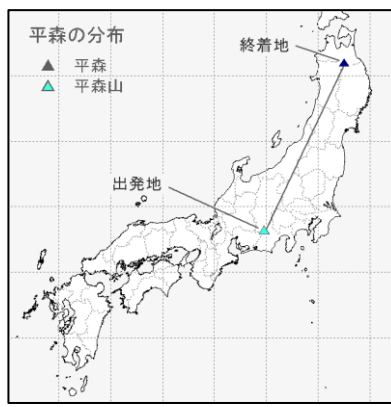 平森の分布
平森
平森山
終着地
出発地